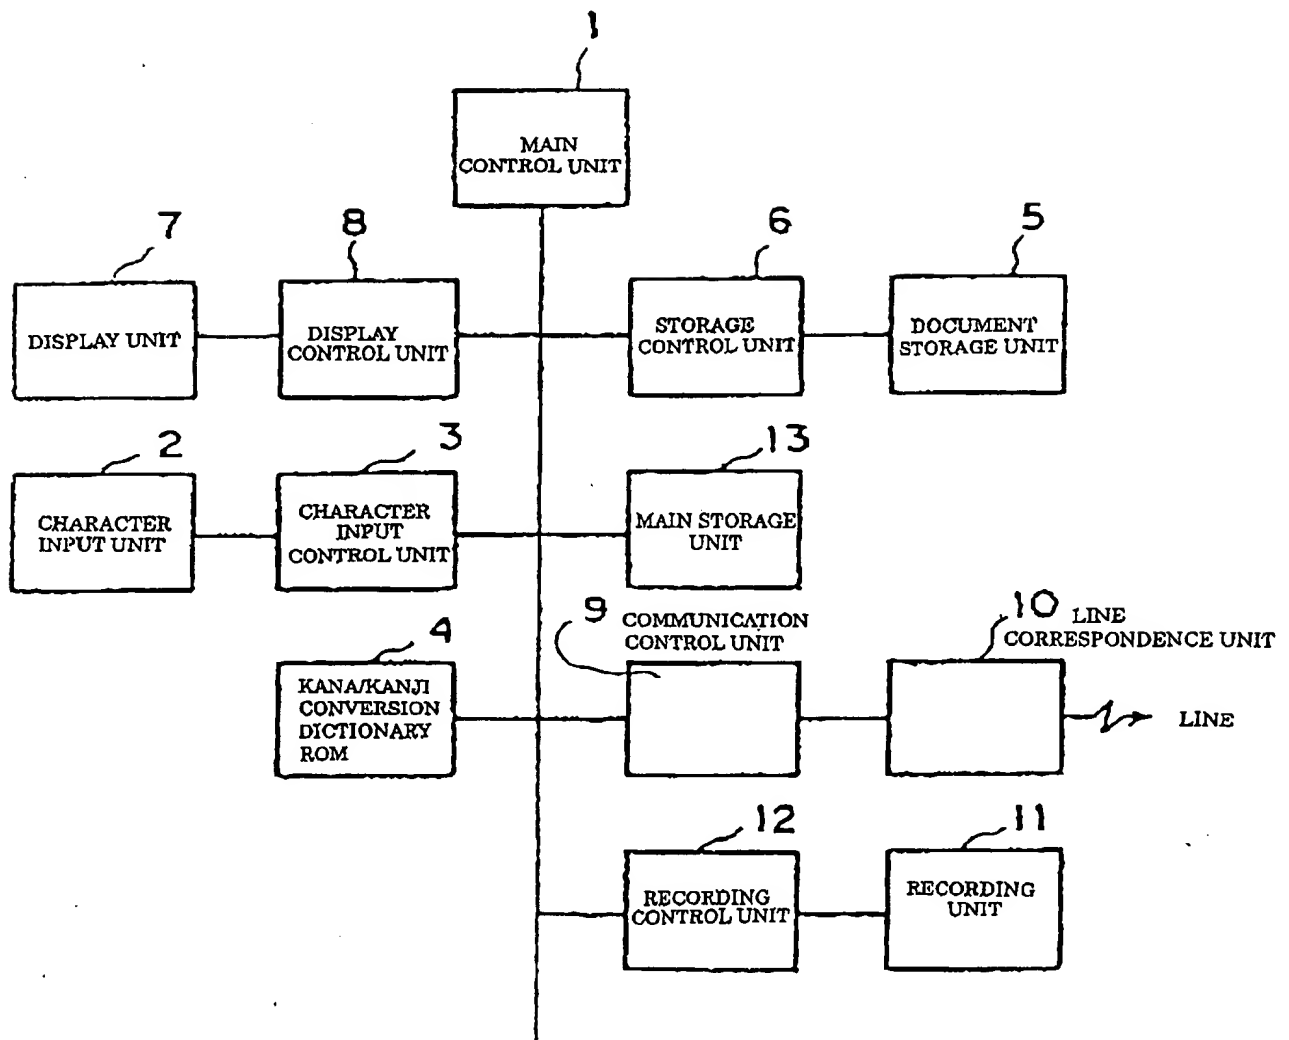 1
MAIN
CONTROL UNIT
7
8
6
5
DISPLAY UNIT
DISPLAY
CONTROL UNIT
STORAGE
CONTROL UNIT
DOCUMENT
STORAGE UNIT
2
3
13
CHARACTER
INPUT UNIT
CHARACTER
INPUT
CONTROL UNIT
MAIN STORAGE
UNIT
4
9
COMMUNICATION
CONTROL UNIT
10
LINE
CORRESPONDENCE UNIT
KANA/KANJI
CONVERSION
DICTIONARY
ROM
LINE
12
11
RECORDING
CONTROL UNIT
RECORDING
UNIT